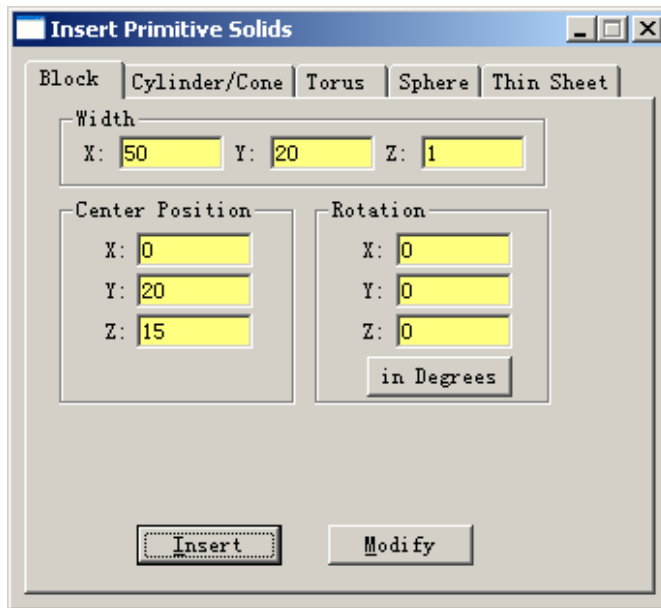 Insert Primitive Solids
Block Cylinder/Cone Torus Sphere Thin Sheet
Width
X: 50 Y: 20 Z: 1
Center Position
X: 0
Y: 20
Z: 15
Rotation
X: 0
Y: 0
Z: 0
in Degrees
Insert Modify